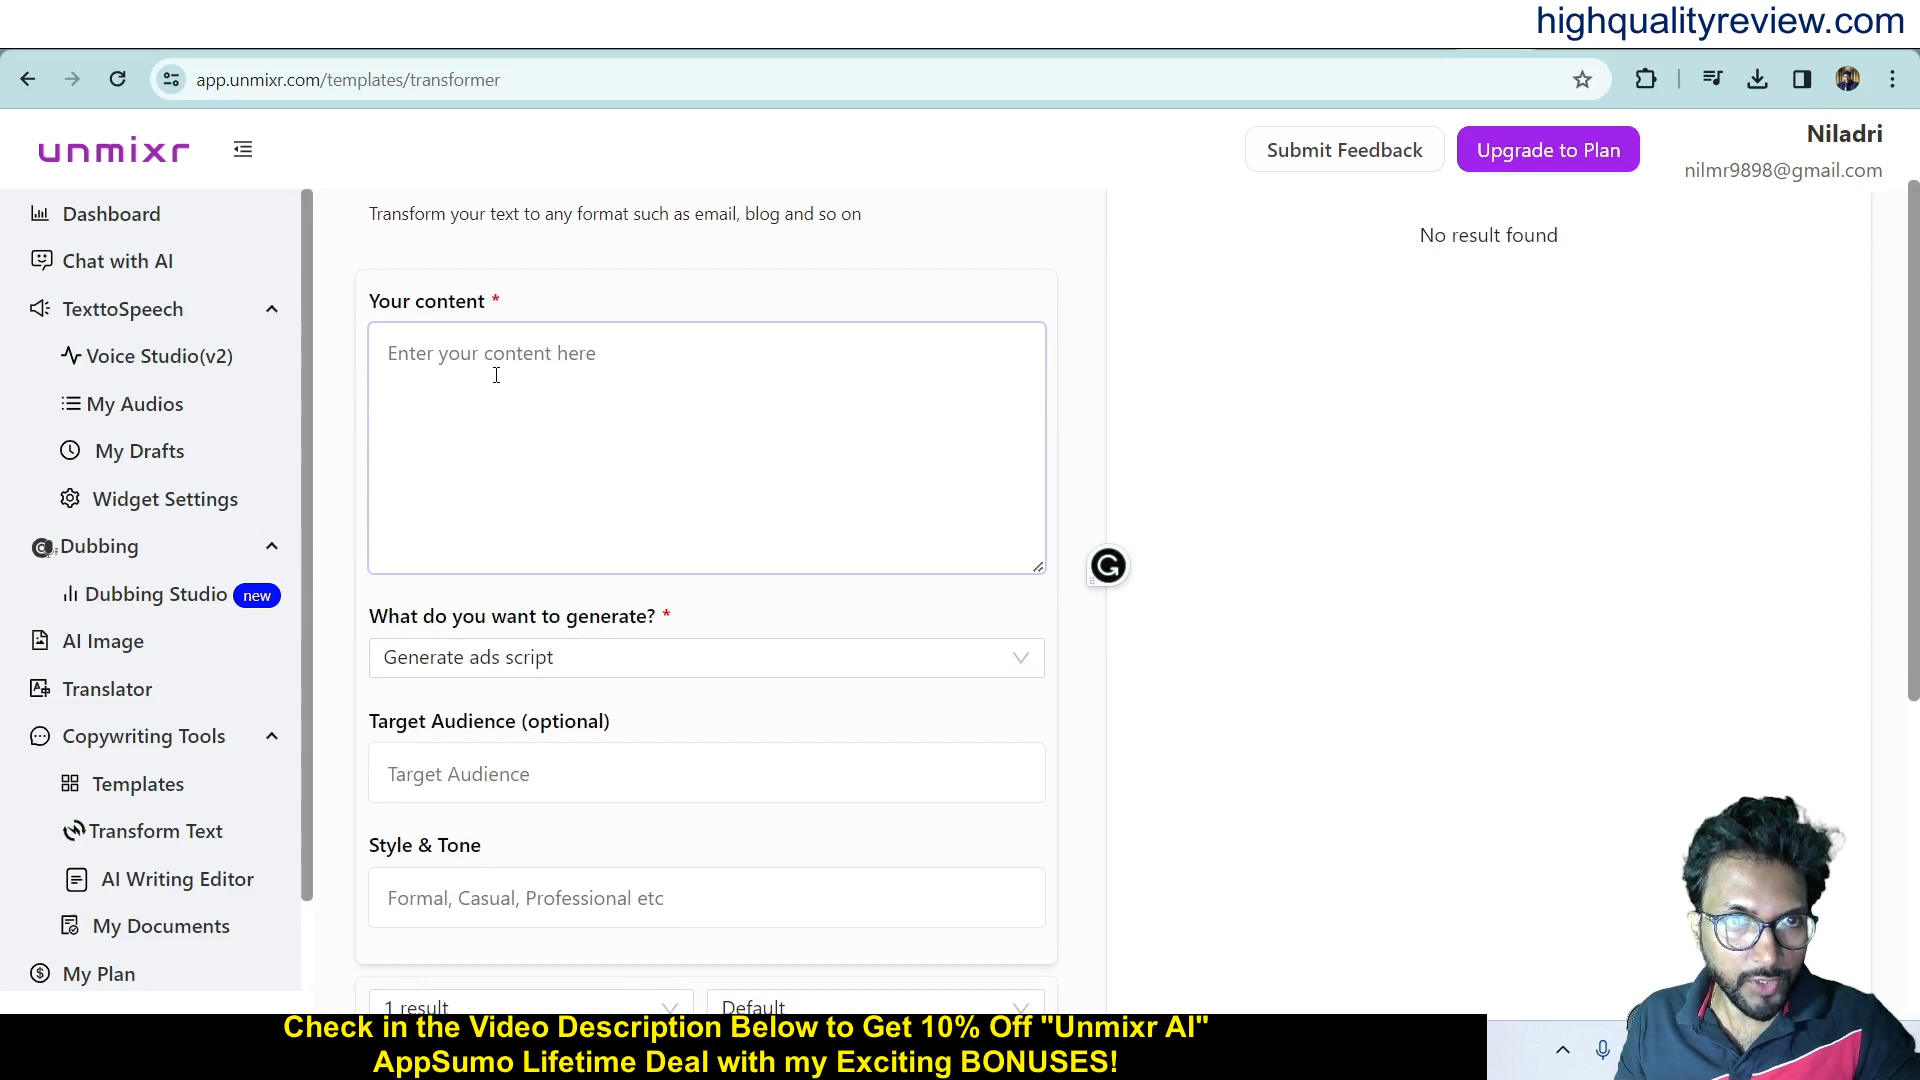 highqualityreview.com
app.unmixr.com/templates/transformer
unmixr
Submit Feedback
Upgrade to Plan
Niladri
nilmr9898@gmail.com
Dashboard
Chat with AI
TexttoSpeech
Voice Studio(v2)
My Audios
My Drafts
Widget Settings
Dubbing
Dubbing Studio new
AI Image
Translator
Copywriting Tools
Templates
Transform Text
AI Writing Editor
My Documents
My Plan
Transform your text to any format such as email, blog and so on
Your content *
Enter your content here
What do you want to generate? *
Generate ads script
Target Audience (optional)
Target Audience
Style & Tone
Formal, Casual, Professional etc
1 result
Default
No result found
Check in the Video Description Below to Get 10% Off "Unmixr AI"
AppSumo Lifetime Deal with my Exciting BONUSES!